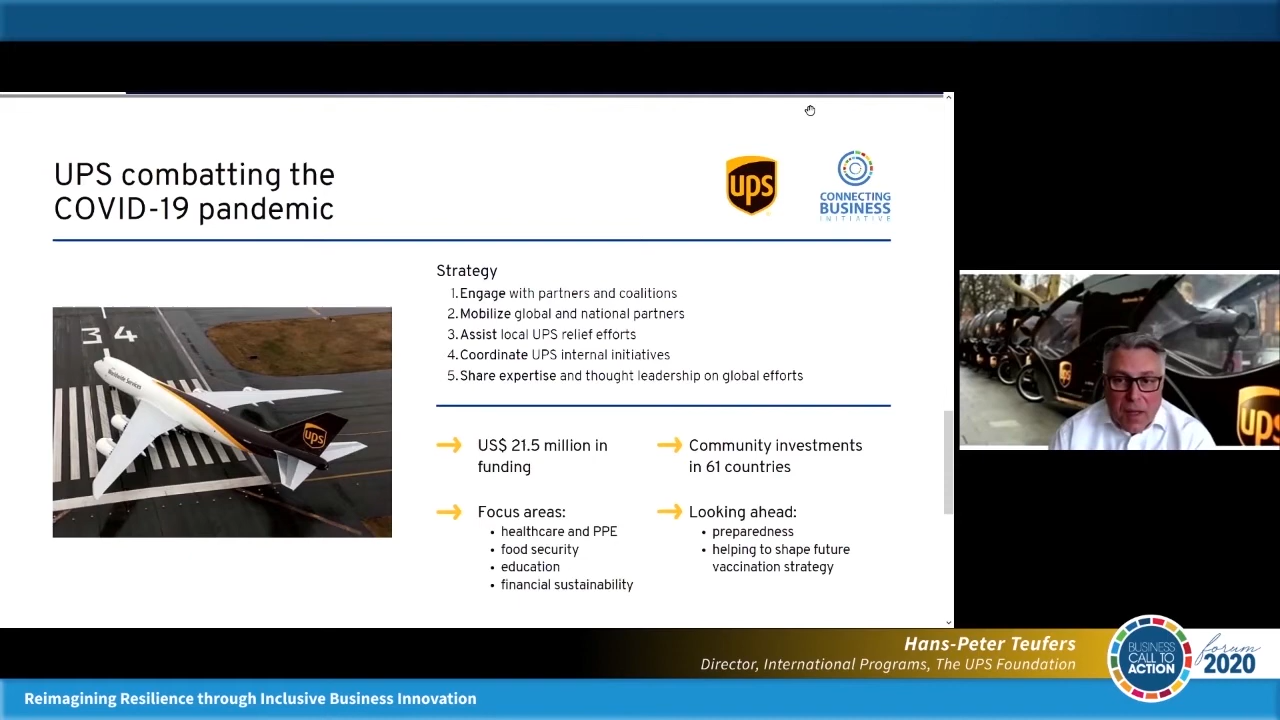 UPS combatting the
COVID-19 pandemic
ups
CONNECTING
BUSINESS
INITIATIVE
Strategy
1. Engage with partners and coalitions
2. Mobilize global and national partners
3. Assist local UPS relief efforts
4. Coordinate UPS internal initiatives
5. Share expertise and thought leadership on global efforts
34
Worldwide Services
ups
→ US$ 21.5 million in
funding
→ Community investments
in 61 countries
→ Focus areas:
• healthcare and PPE
• food security
• education
• financial sustainability
→ Looking ahead:
• preparedness
• helping to shape future
vaccination strategy
ups
ups
Hans-Peter Teufers
Director, International Programs, The UPS Foundation
BUSINESS
CALL TO
ACTION
forum
2020
Reimagining Resilience through Inclusive Business Innovation